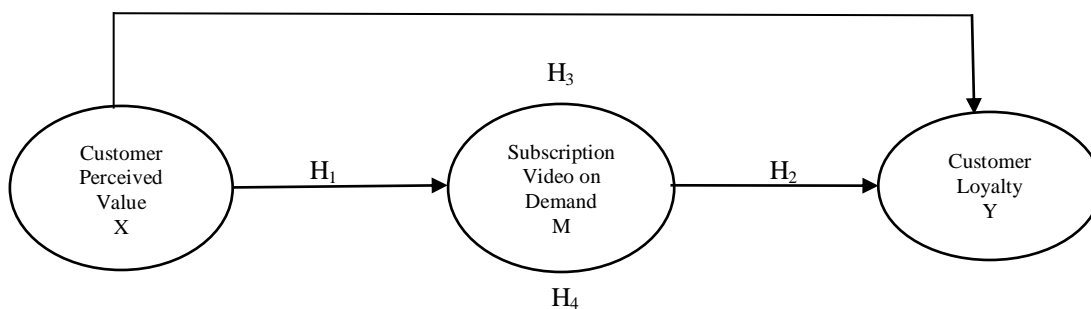 H₃
Customer
Perceived
Value
X
H₁
Subscription
Video on
Demand
M
H₂
Customer
Loyalty
Y
H₄